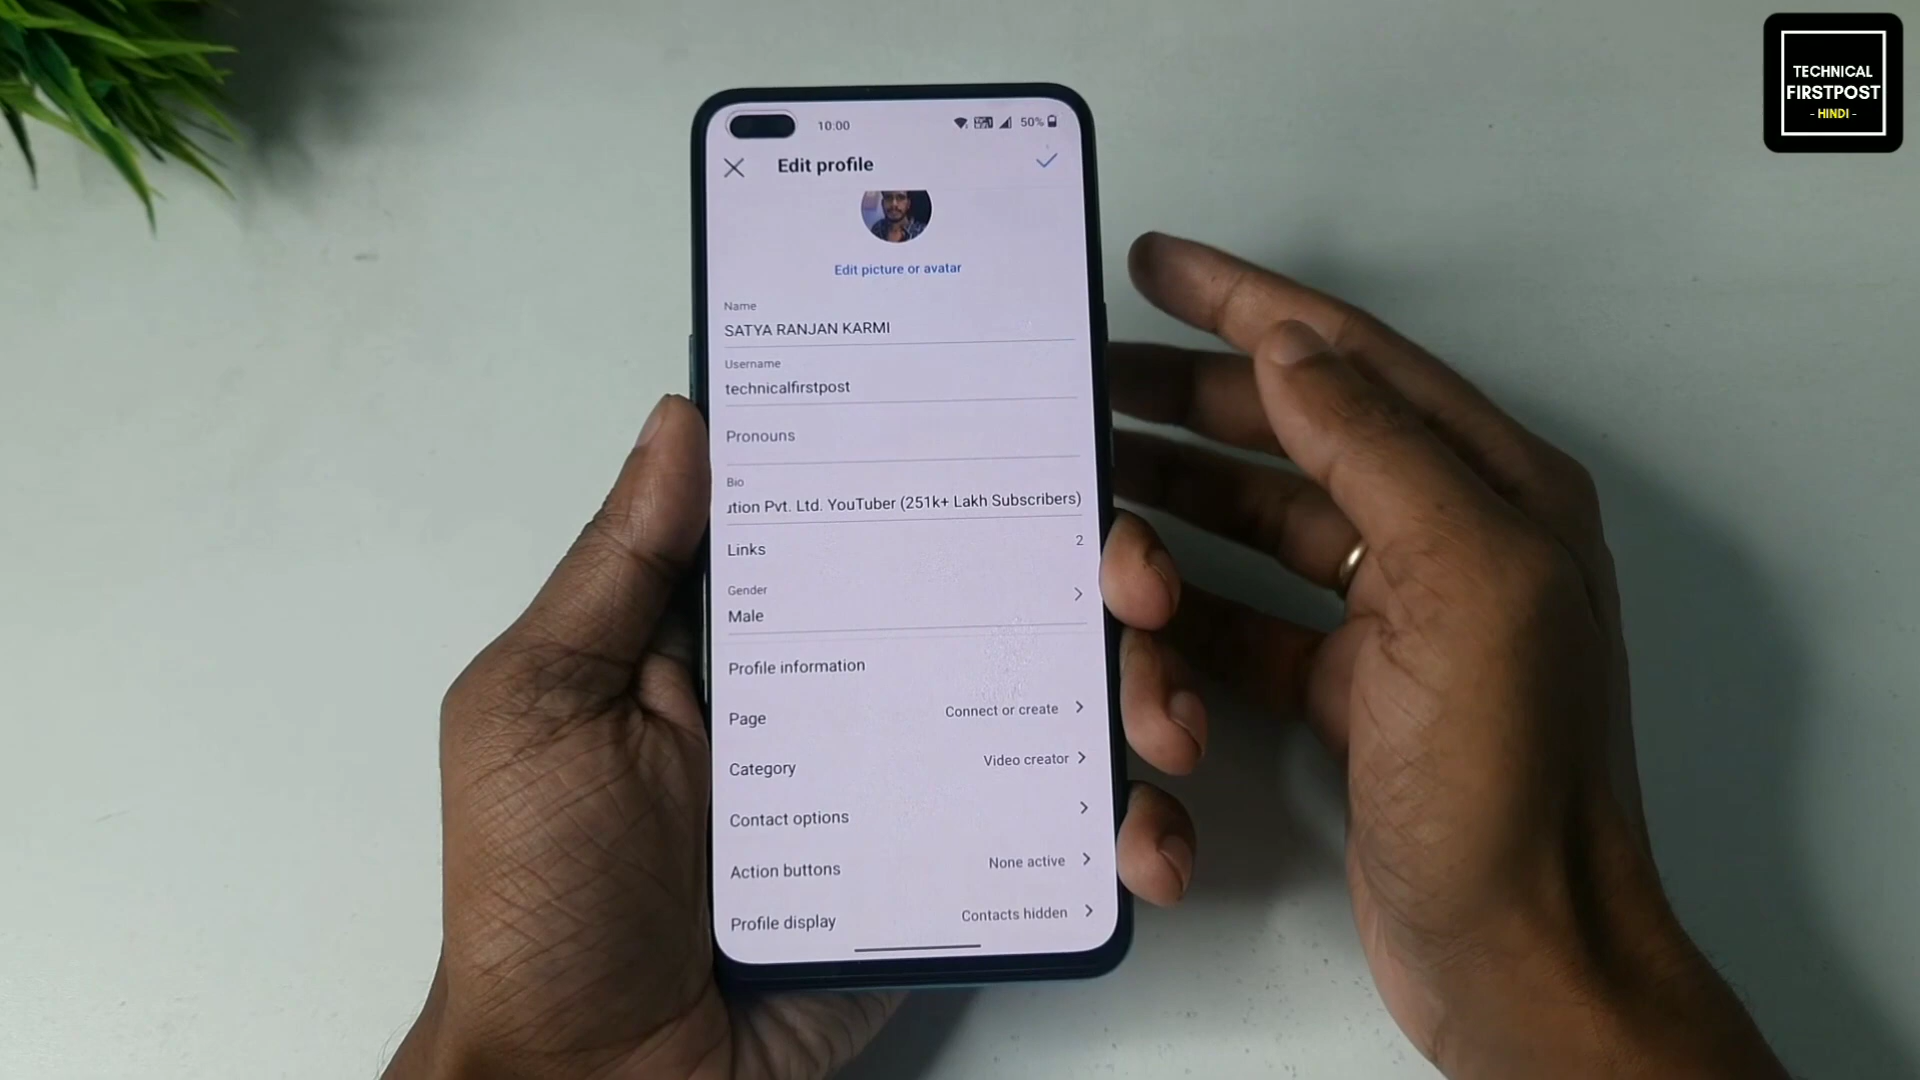 TECHNICAL
FIRSTPOST
- HINDI -
10:00
50%
Edit profile
Edit picture or avatar
Name
SATYA RANJAN KARMI
Username
technicalfirstpost
Pronouns
Bio
tion Pvt. Ltd. YouTuber (251k+ Lakh Subscribers)
Links 2
Gender
Male
Profile information
Page Connect or create
Category Video creator
Contact options
Action buttons None active
Profile display Contacts hidden